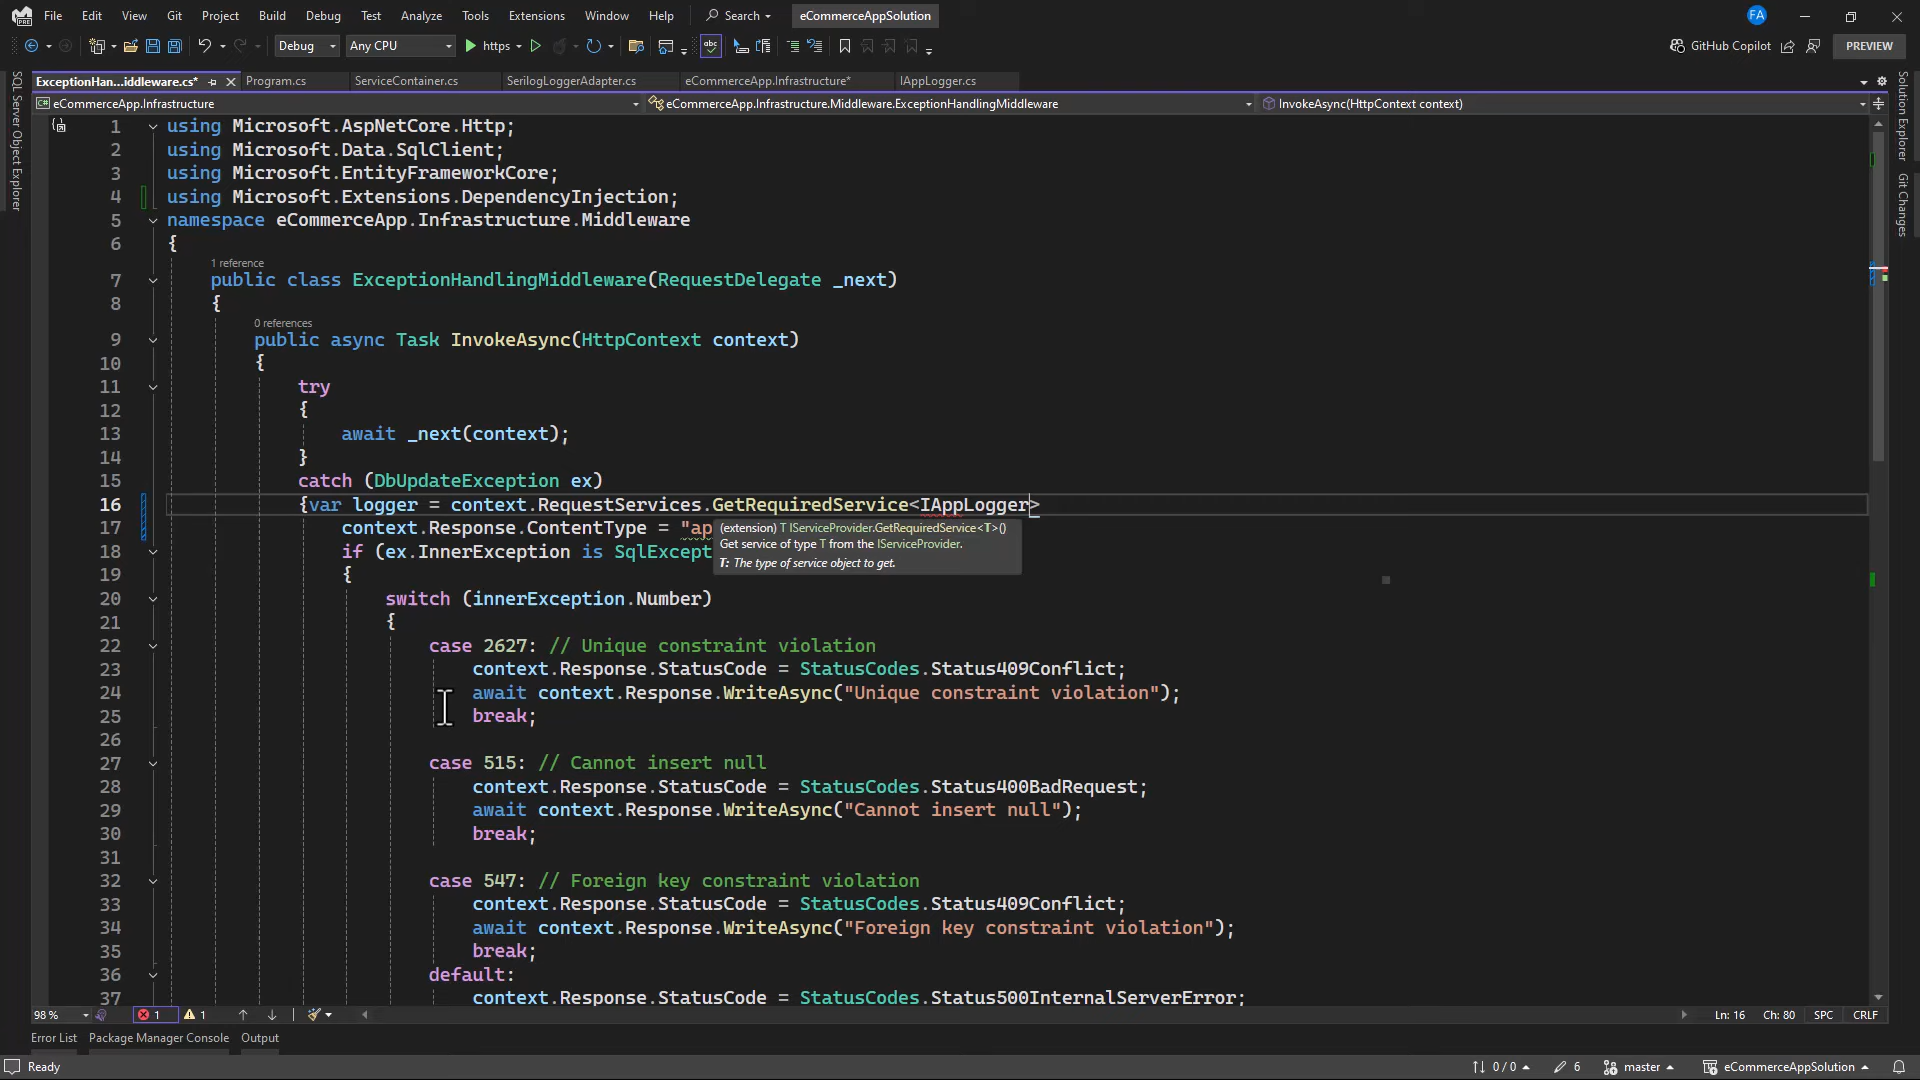 File Edit View Git Project Build Debug Test Analyze Tools Extensions Window Help Search eCommerceAppSolution FA
Debug Any CPU https abc GitHub Copilot PREVIEW
ExceptionHan...iddleware.cs* Program.cs ServiceContainer.cs SerilogLoggerAdapter.cs eCommerceApp.Infrastructure* IAppLogger.cs
eCommerceApp.Infrastructure eCommerceApp.Infrastructure.Middleware.ExceptionHandlingMiddleware InvokeAsync(HttpContext context)
SQL Server Object Explorer
Solution Explorer
Git Changes
1 using Microsoft.AspNetCore.Http;
2 using Microsoft.Data.SqlClient;
3 using Microsoft.EntityFrameworkCore;
4 using Microsoft.Extensions.DependencyInjection;
5 namespace eCommerceApp.Infrastructure.Middleware
6 {
1 reference
7 public class ExceptionHandlingMiddleware(RequestDelegate _next)
8 {
0 references
9 public async Task InvokeAsync(HttpContext context)
10 {
11 try
12 {
13 await _next(context);
14 }
15 catch (DbUpdateException ex)
16 {var logger = context.RequestServices.GetRequiredService<IAppLogger>
17 context.Response.ContentType = "ap
(extension) T IServiceProvider.GetRequiredService<T>()
Get service of type T from the IServiceProvider.
T: The type of service object to get.
18 if (ex.InnerException is SqlExcept
19 {
20 switch (innerException.Number)
21 {
22 case 2627: // Unique constraint violation
23 context.Response.StatusCode = StatusCodes.Status409Conflict;
24 await context.Response.WriteAsync("Unique constraint violation");
25 break;
26
27 case 515: // Cannot insert null
28 context.Response.StatusCode = StatusCodes.Status400BadRequest;
29 await context.Response.WriteAsync("Cannot insert null");
30 break;
31
32 case 547: // Foreign key constraint violation
33 context.Response.StatusCode = StatusCodes.Status409Conflict;
34 await context.Response.WriteAsync("Foreign key constraint violation");
35 break;
36 default:
37 context.Response.StatusCode = StatusCodes.Status500InternalServerError;
98 % 1 1 Ln: 16 Ch: 80 SPC CRLF
Error List Package Manager Console Output
Ready 0 / 0 6 master eCommerceAppSolution